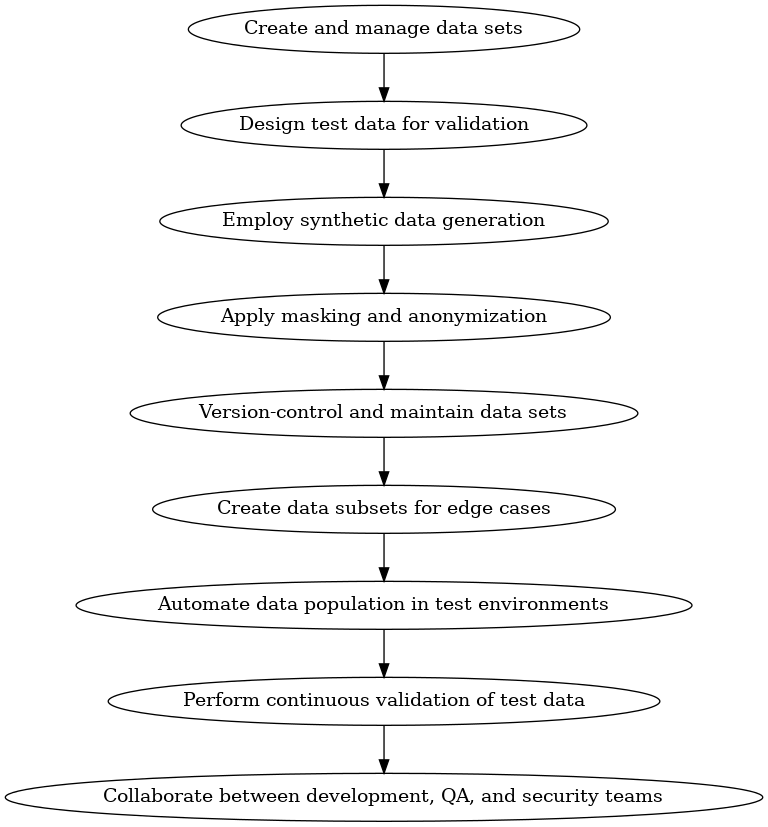 Create and manage data sets
Design test data for validation
Employ synthetic data generation
Apply masking and anonymization
Version-control and maintain data sets
Create data subsets for edge cases
Automate data population in test environments
Perform continuous validation of test data
Collaborate between development, QA, and security teams